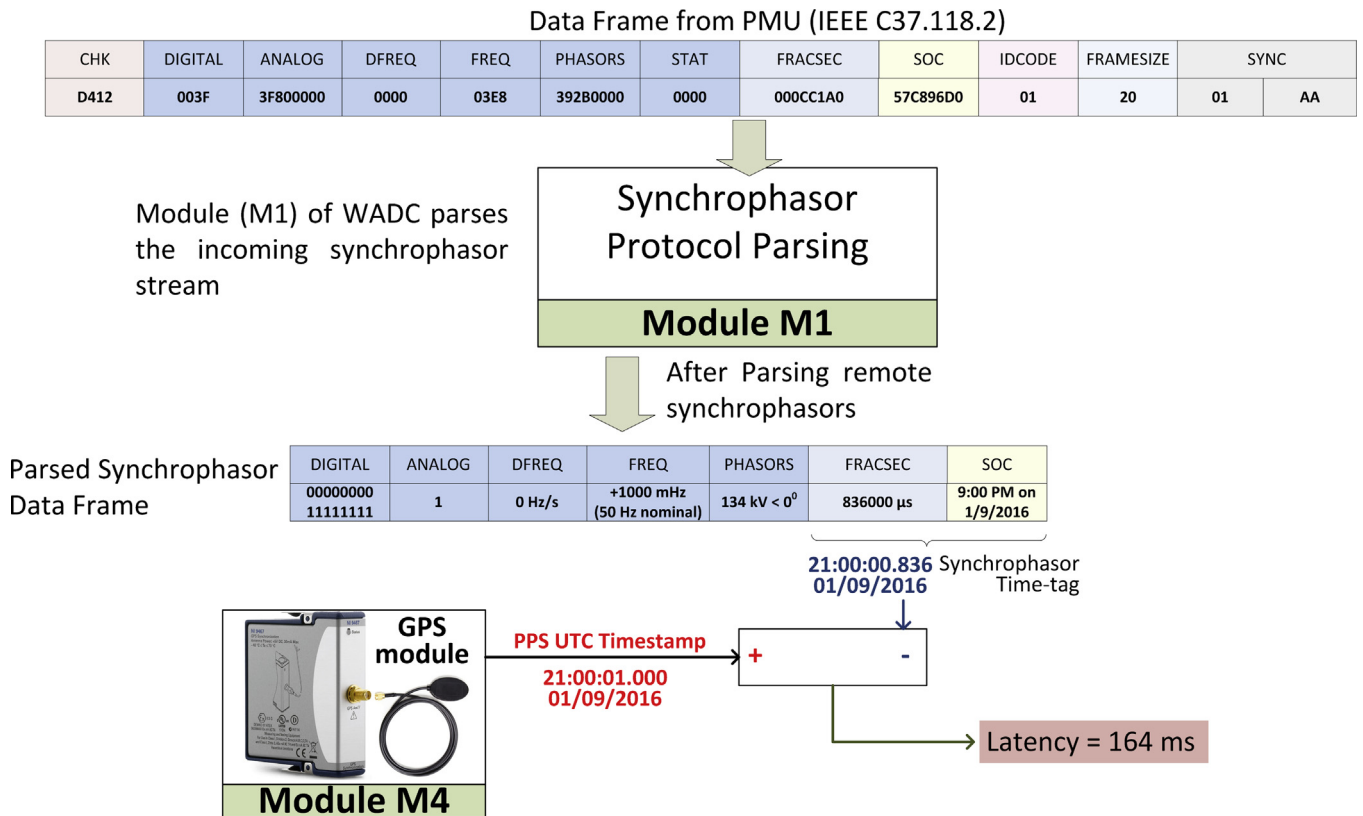 Data Frame from PMU (IEEE C37.118.2)
CHK DIGITAL ANALOG DFREQ FREQ PHASORS STAT FRACSEC SOC IDCODE FRAMESIZE SYNC
D412 003F 3F800000 0000 03E8 392B0000 0000 000CC1A0 57C896D0 01 20 01 AA
Module (M1) of WADC parses
the incoming synchrophasor
stream
Synchrophasor
Protocol Parsing
Module M1
After Parsing remote
synchrophasors
Parsed Synchrophasor
Data Frame
DIGITAL ANALOG DFREQ FREQ PHASORS FRACSEC SOC
00000000
11111111
1
0 Hz/s
+1000 mHz
(50 Hz nominal)
134 kV < 0⁰
836000 µs
9:00 PM on
1/9/2016
21:00:00.836
01/09/2016
Synchrophasor
Time-tag
GPS
module
PPS UTC Timestamp
21:00:01.000
01/09/2016
+ -
Latency = 164 ms
Module M4